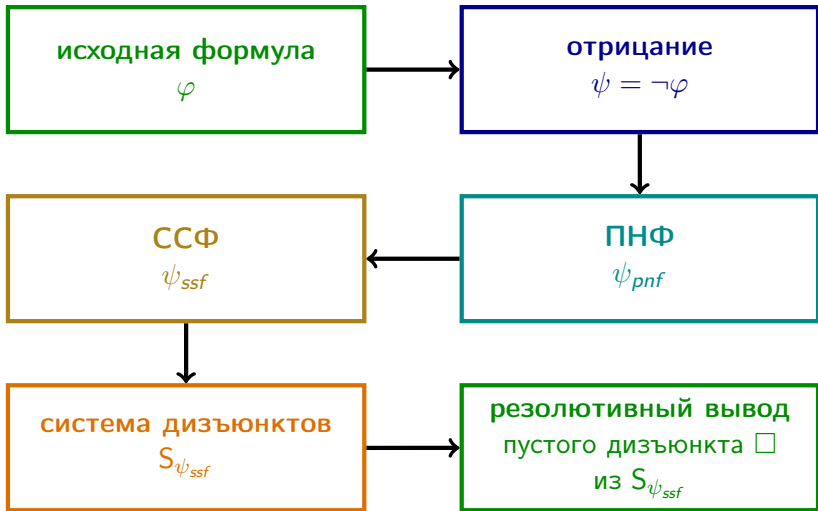 исходная формула
φ
отрицание
ψ = ¬φ
ПНФ
ψ_pnf
ССФ
ψ_ssf
система дизъюнктов
S_ψ_ssf
резолютивный вывод
пустого дизъюнкта □
из S_ψ_ssf